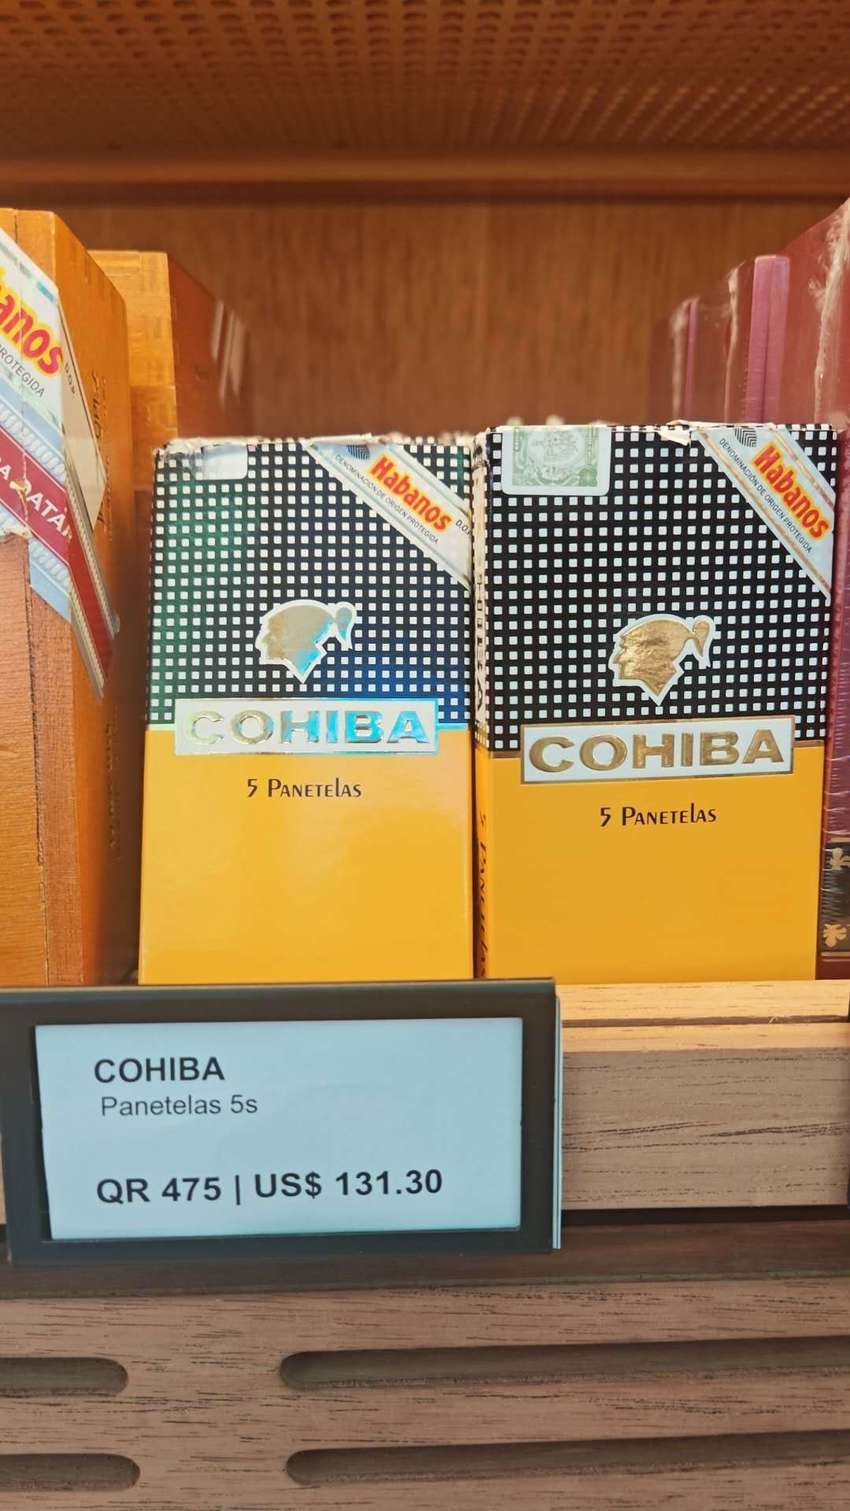 Habanos
DENOMINACIÓN DE ORIGEN PROTEGIDA
COHIBA
5 PANETELAS
Habanos
DENOMINACIÓN DE ORIGEN PROTEGIDA
COHIBA
5 PANETELAS
COHIBA
Panetelas 5s
QR 475 | US$ 131.30